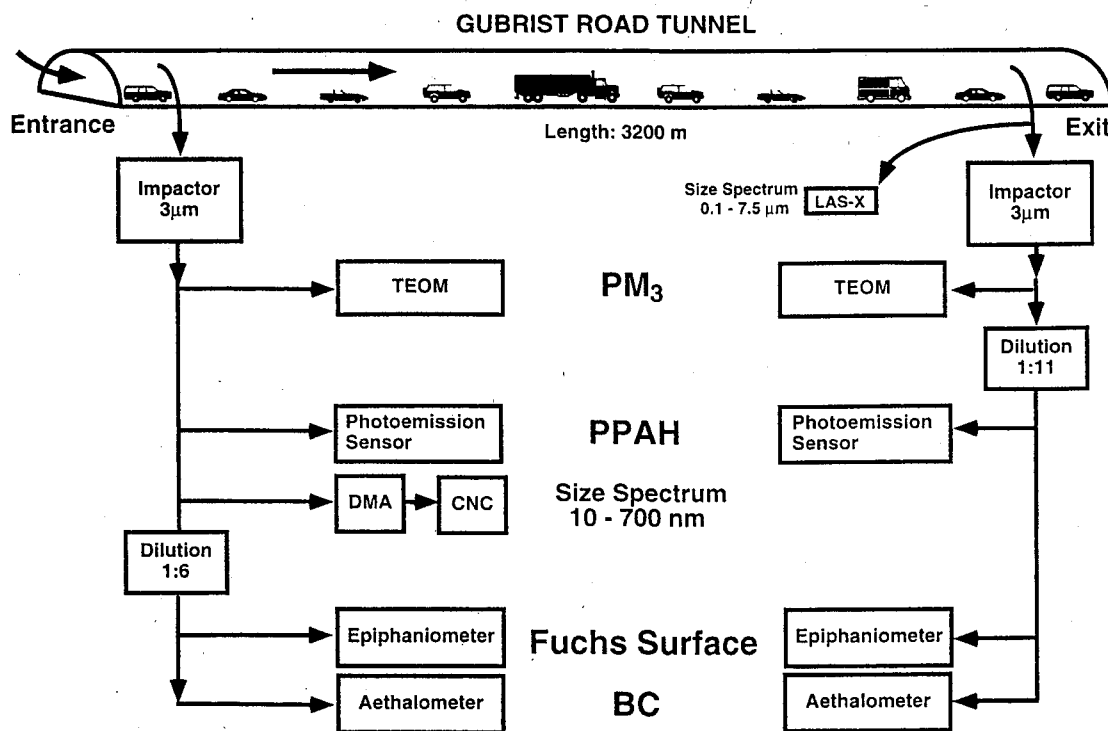 GUBRIST ROAD TUNNEL
Entrance
Length: 3200 m
Exit
Impactor
3μm
Size Spectrum
0.1 - 7.5 μm
LAS-X
Impactor
3μm
TEOM
PM3
TEOM
Dilution
1:11
Photoemission
Sensor
PPAH
Photoemission
Sensor
DMA
CNC
Size Spectrum
10 - 700 nm
Dilution
1:6
Epiphaniometer
Fuchs Surface
Epiphaniometer
Aethalometer
BC
Aethalometer